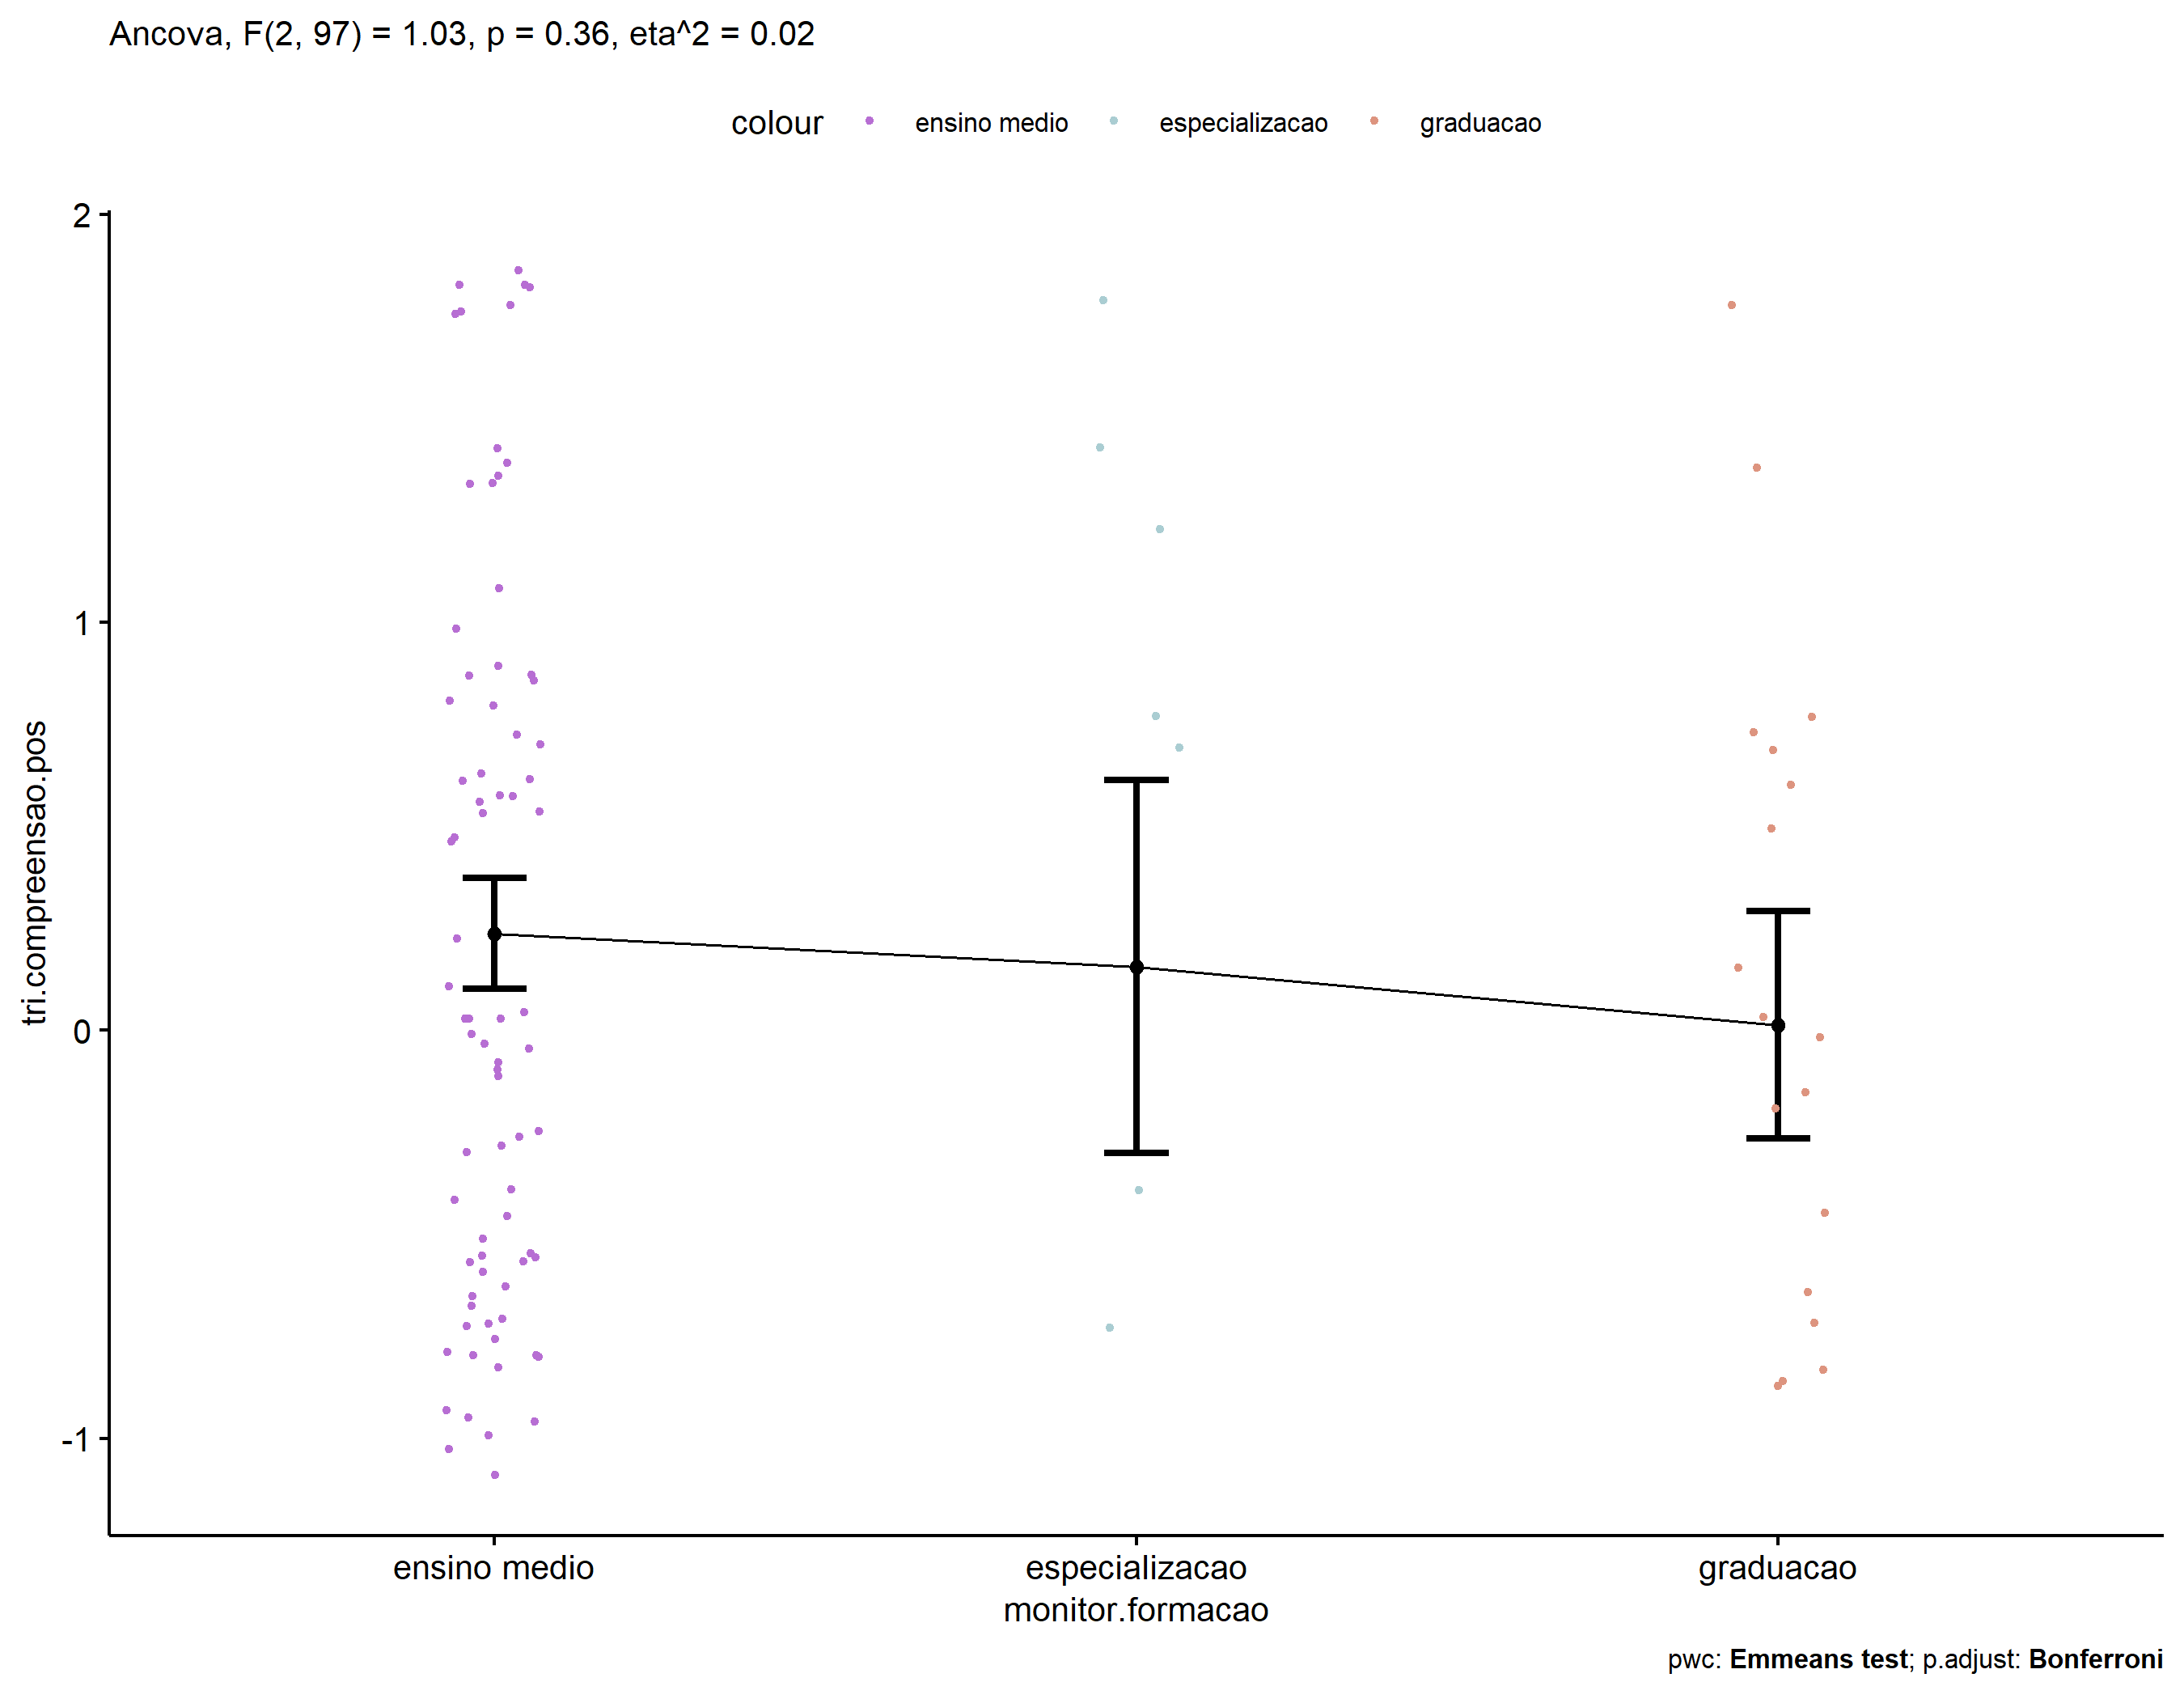 Ancova, F(2, 97) = 1.03, p = 0.36, eta^2 = 0.02
colour ensino medio especializacao graduacao
2
1
0
-1
tri.compreensao.pos
ensino medio especializacao graduacao
monitor.formacao
pwc: Emmeans test; p.adjust: Bonferroni